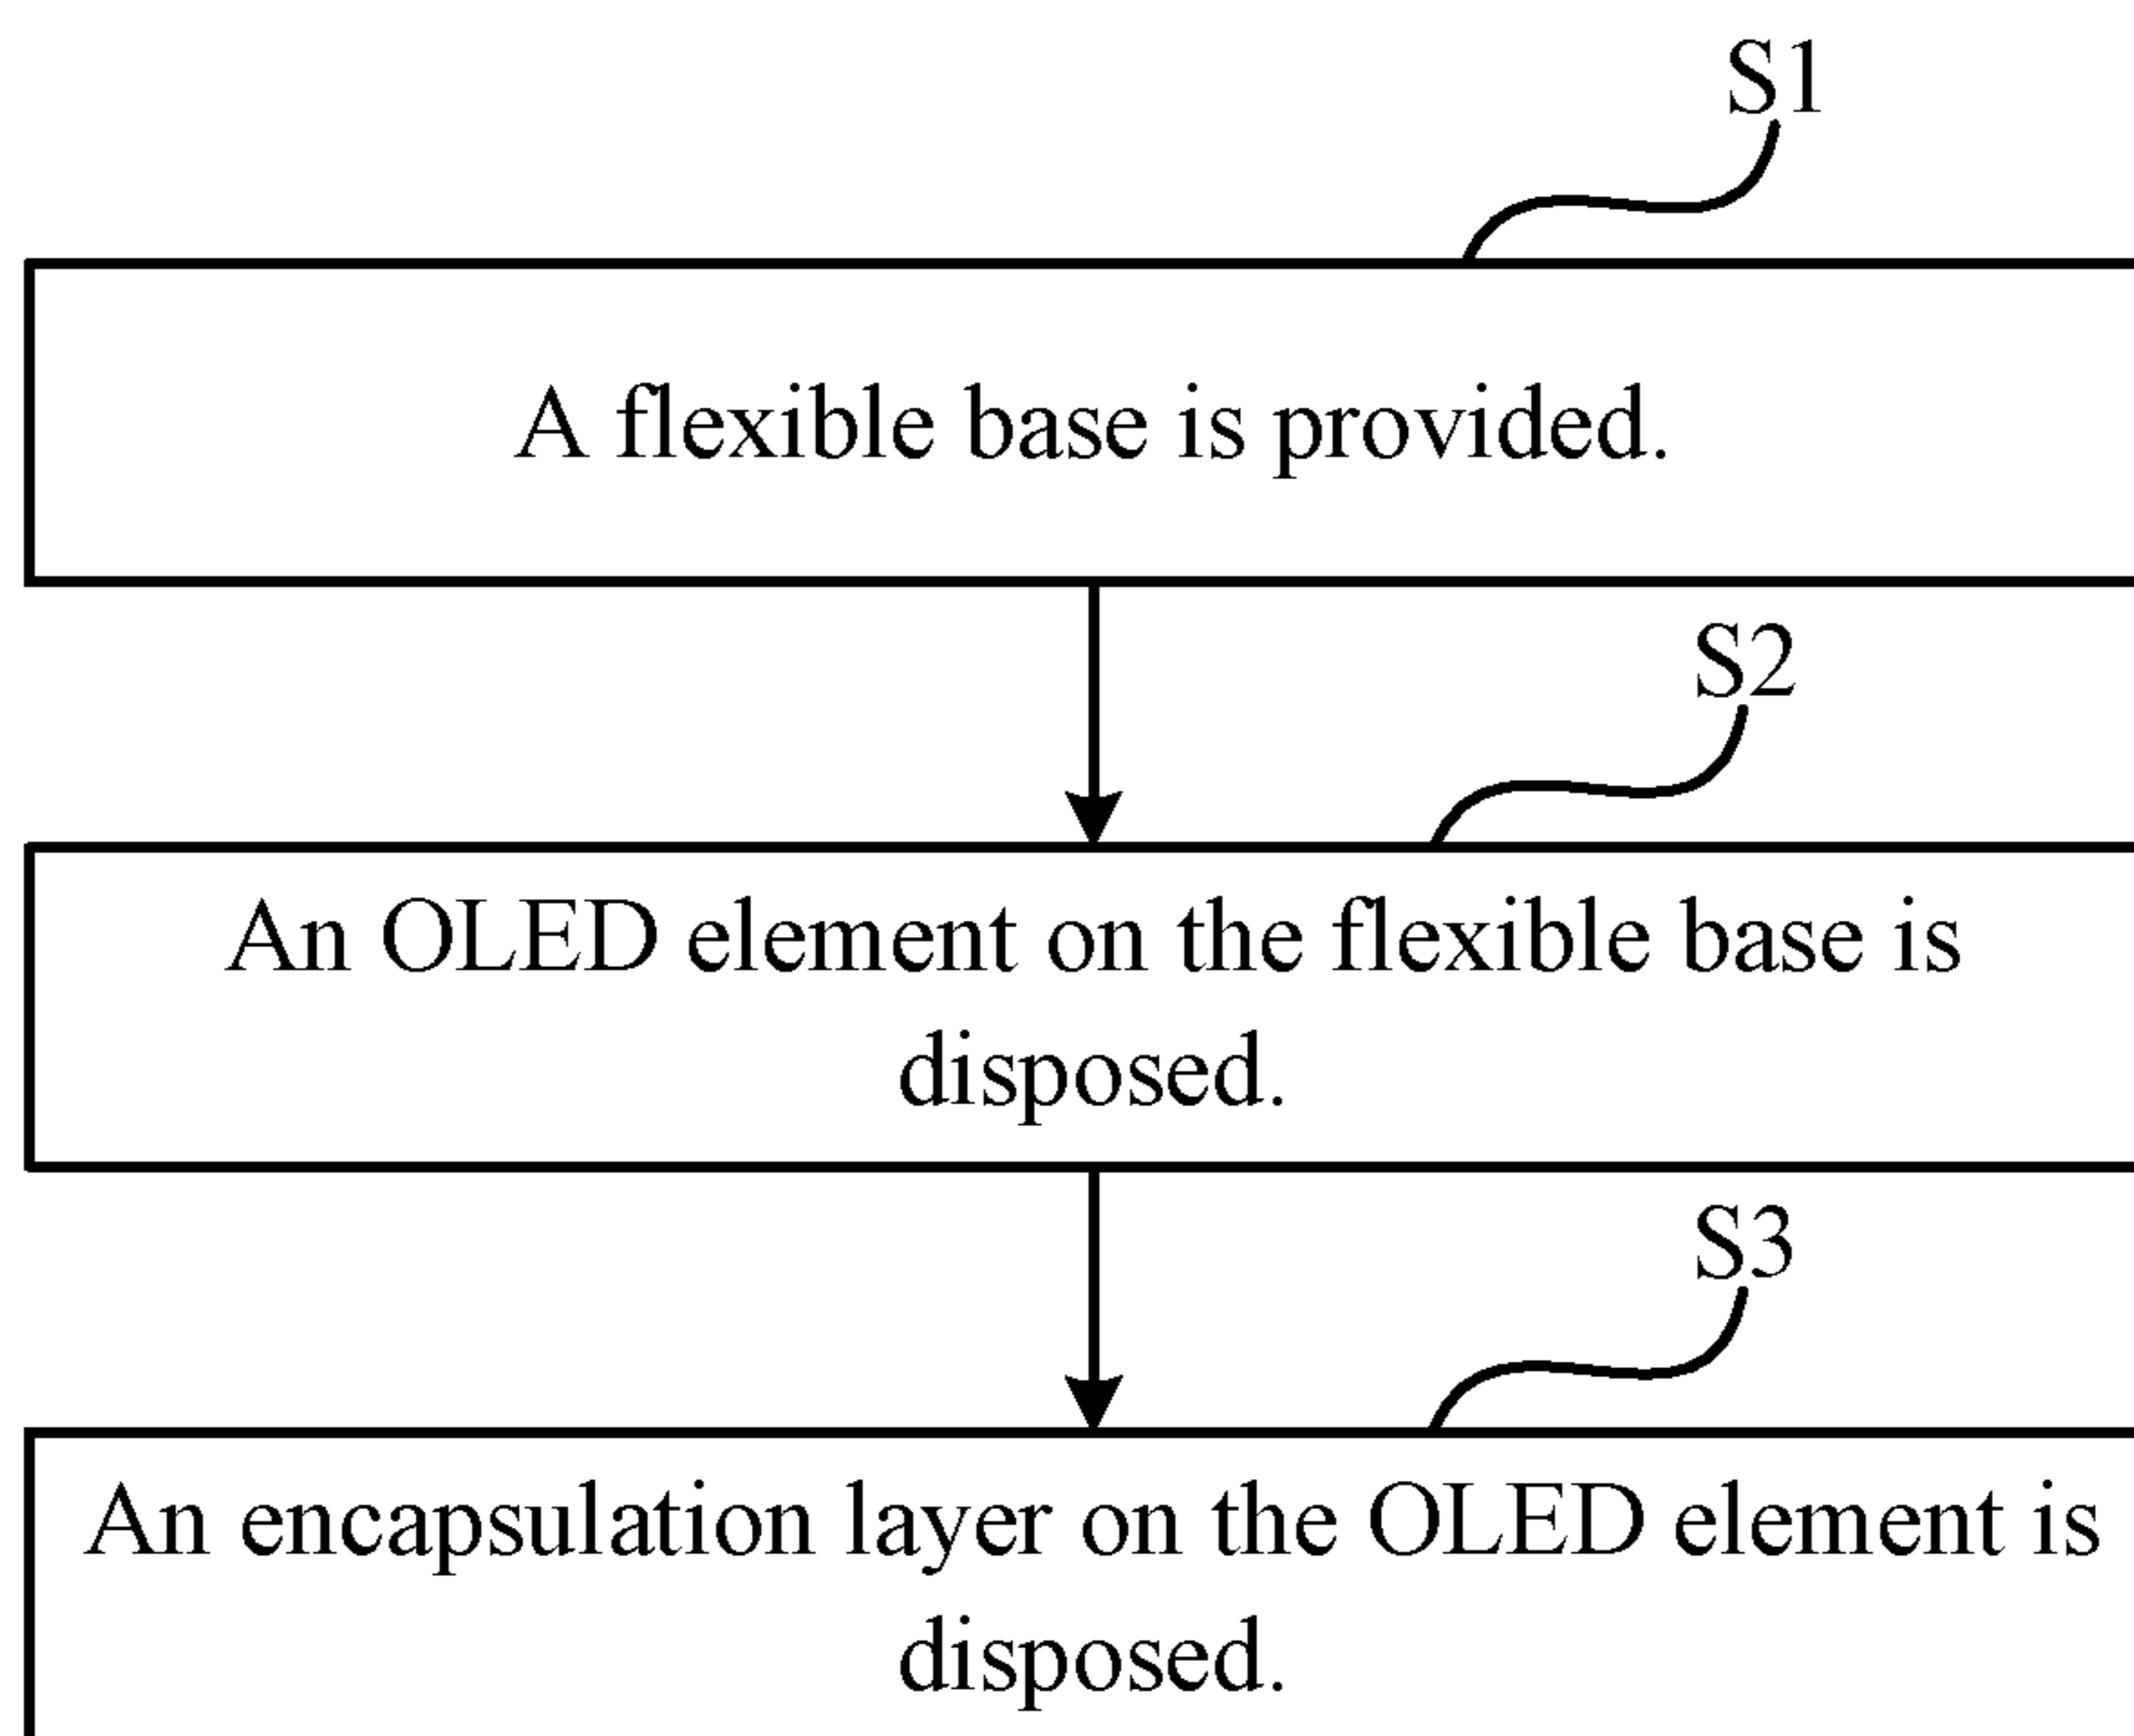 S1
A flexible base is provided.
S2
An OLED element on the flexible base is
disposed.
S3
An encapsulation layer on the OLED element is
disposed.